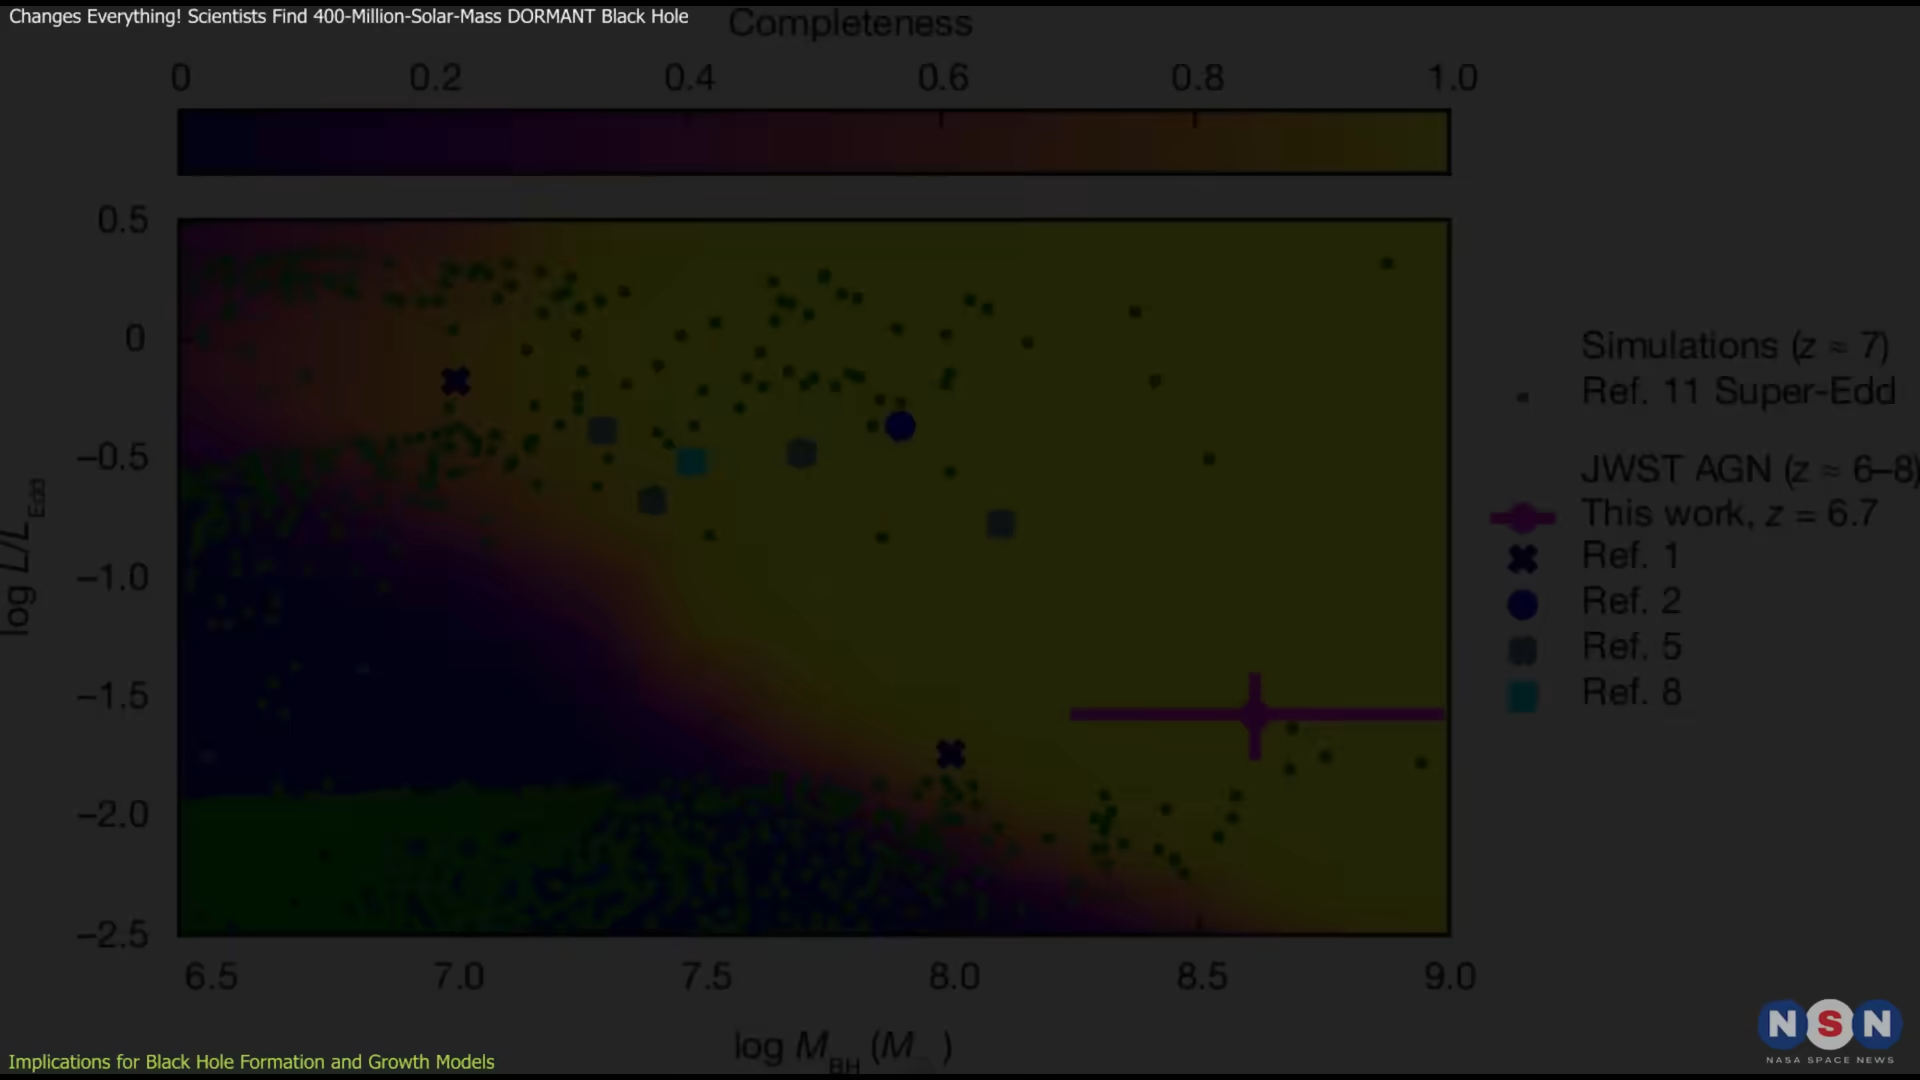 Changes Everything! Scientists Find 400-Million-Solar-Mass DORMANT Black Hole
Completeness
0 0.2 0.4 0.6 0.8 1.0
0.5
0
−0.5
−1.0
−1.5
−2.0
−2.5
log L/L Edd
6.5 7.0 7.5 8.0 8.5 9.0
log M BH (M )
Simulations (z ≈ 7)
Ref. 11 Super-Edd
JWST AGN (z ≈ 6–8)
This work, z = 6.7
Ref. 1
Ref. 2
Ref. 5
Ref. 8
Implications for Black Hole Formation and Growth Models
NSN
NASA SPACE NEWS